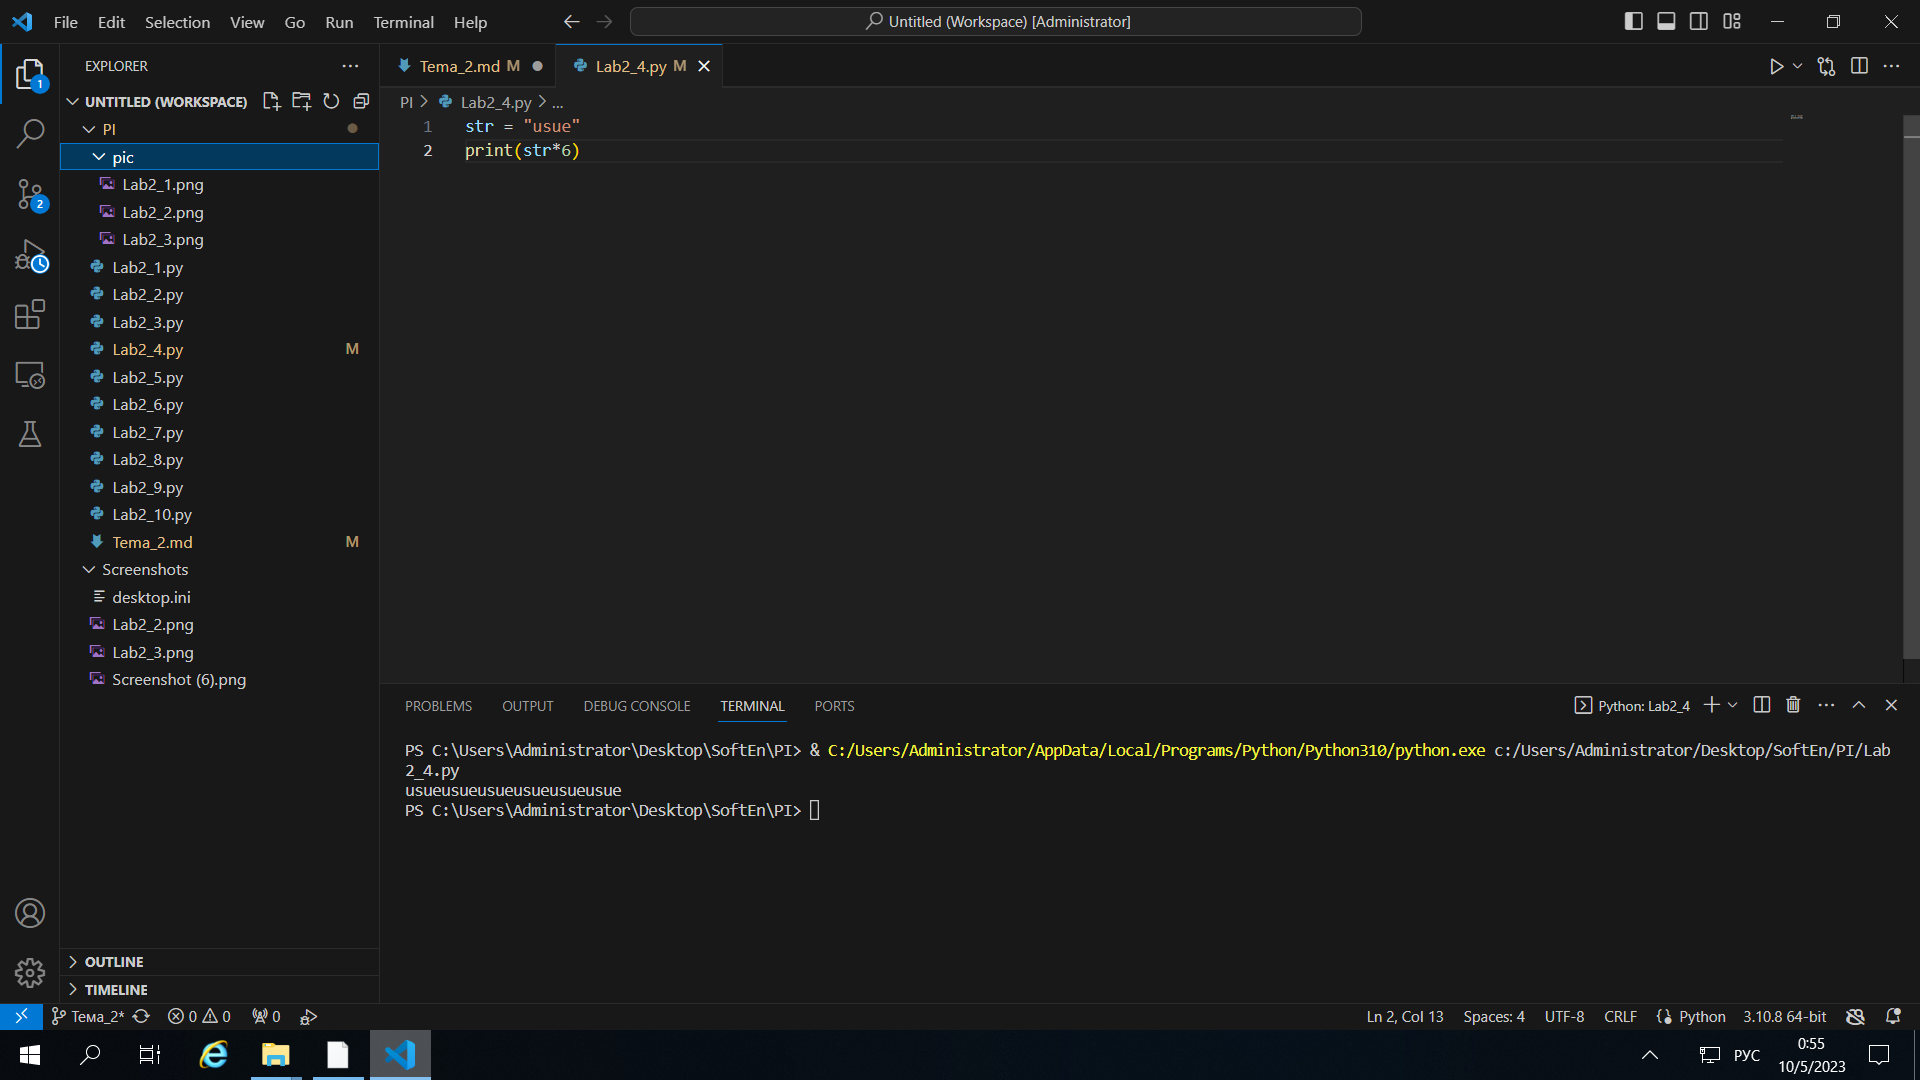 File Edit Selection View Go Run Terminal Help
Untitled (Workspace) [Administrator]
EXPLORER
UNTITLED (WORKSPACE)
PI
pic
Lab2_1.png
Lab2_2.png
Lab2_3.png
Lab2_1.py
Lab2_2.py
Lab2_3.py
Lab2_4.py M
Lab2_5.py
Lab2_6.py
Lab2_7.py
Lab2_8.py
Lab2_9.py
Lab2_10.py
Tema_2.md M
Screenshots
desktop.ini
Lab2_2.png
Lab2_3.png
Screenshot (6).png
OUTLINE
TIMELINE
1
2
Tema_2.md M
Lab2_4.py M
PI > Lab2_4.py > ...
1 str = "usue"
2 print(str*6)
PROBLEMS OUTPUT DEBUG CONSOLE TERMINAL PORTS
Python: Lab2_4
PS C:\Users\Administrator\Desktop\SoftEn\PI> & C:/Users/Administrator/AppData/Local/Programs/Python/Python310/python.exe c:/Users/Administrator/Desktop/SoftEn/PI/Lab
2_4.py
usueusueusueusueusueusue
PS C:\Users\Administrator\Desktop\SoftEn\PI>
Тема_2* 0 0 0
Ln 2, Col 13 Spaces: 4 UTF-8 CRLF Python 3.10.8 64-bit
РУС
0:55
10/5/2023